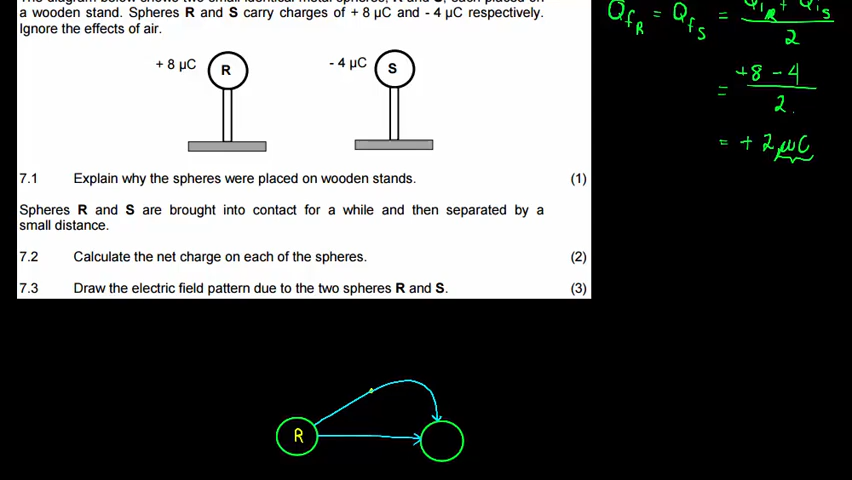 a wooden stand. Spheres R and S carry charges of + 8 µC and - 4 µC respectively.
Ignore the effects of air.
+ 8 µC
R
- 4 µC
S
7.1 Explain why the spheres were placed on wooden stands. (1)
Spheres R and S are brought into contact for a while and then separated by a
small distance.
7.2 Calculate the net charge on each of the spheres. (2)
7.3 Draw the electric field pattern due to the two spheres R and S. (3)
Q_fR = Q_fS = Q_iR + Q_iS
2
= +8 - 4
2
= + 2 µC
R